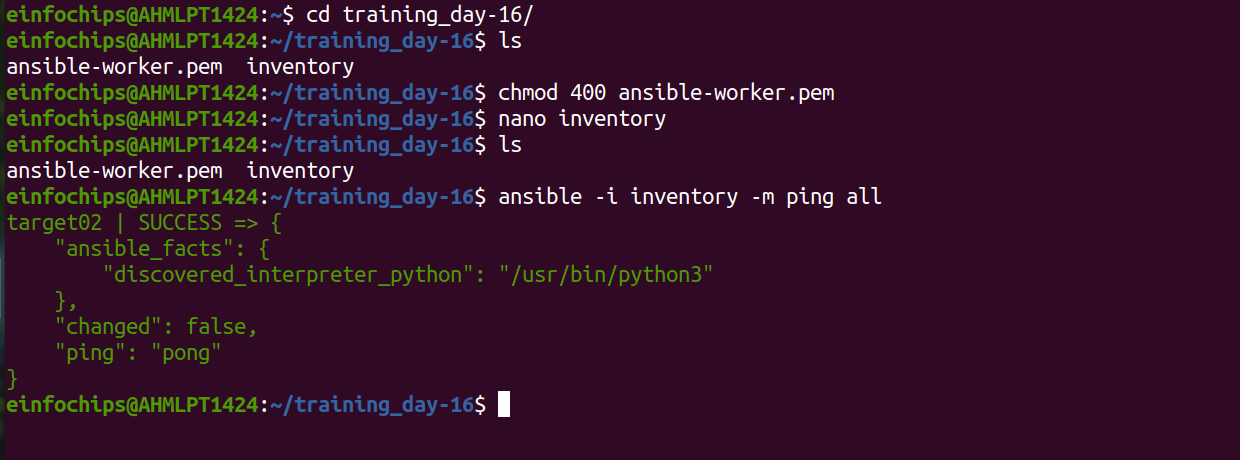 einfochips@AHMLPT1424:~$ cd training_day-16/
einfochips@AHMLPT1424:~/training_day-16$ ls
ansible-worker.pem  inventory
einfochips@AHMLPT1424:~/training_day-16$ chmod 400 ansible-worker.pem
einfochips@AHMLPT1424:~/training_day-16$ nano inventory
einfochips@AHMLPT1424:~/training_day-16$ ls
ansible-worker.pem  inventory
einfochips@AHMLPT1424:~/training_day-16$ ansible -i inventory -m ping all
target02 | SUCCESS => {
    "ansible_facts": {
        "discovered_interpreter_python": "/usr/bin/python3"
    },
    "changed": false,
    "ping": "pong"
}
einfochips@AHMLPT1424:~/training_day-16$